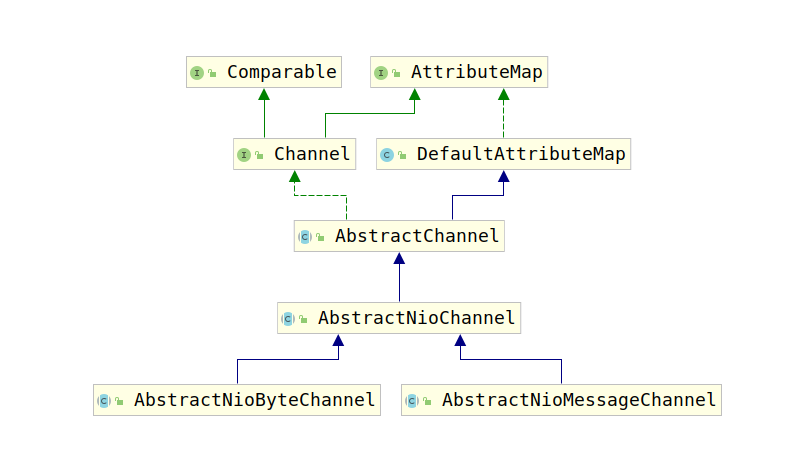 Comparable
AttributeMap
Channel
DefaultAttributeMap
AbstractChannel
AbstractNioChannel
AbstractNioByteChannel
AbstractNioMessageChannel